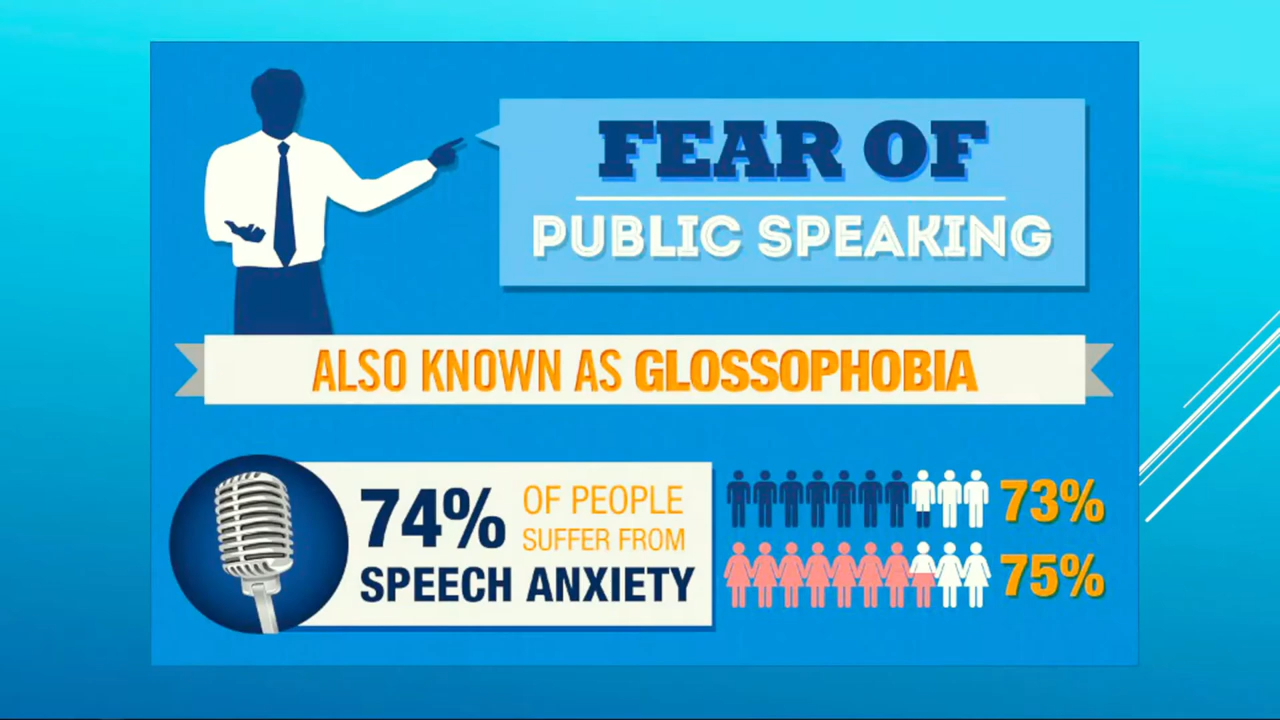 FEAR OF
PUBLIC SPEAKING
ALSO KNOWN AS GLOSSOPHOBIA
74% OF PEOPLE
SUFFER FROM
SPEECH ANXIETY
73%
75%